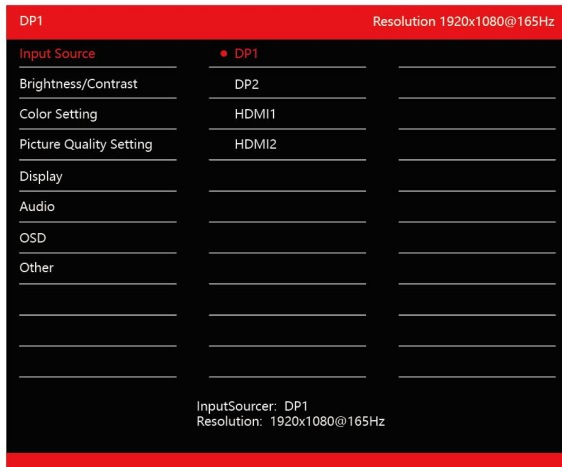 DP1 Resolution 1920x1080@165Hz
Input Source DP1
Brightness/Contrast DP2
Color Setting HDMI1
Picture Quality Setting HDMI2
Display
Audio
OSD
Other
InputSourcer: DP1
Resolution: 1920x1080@165Hz